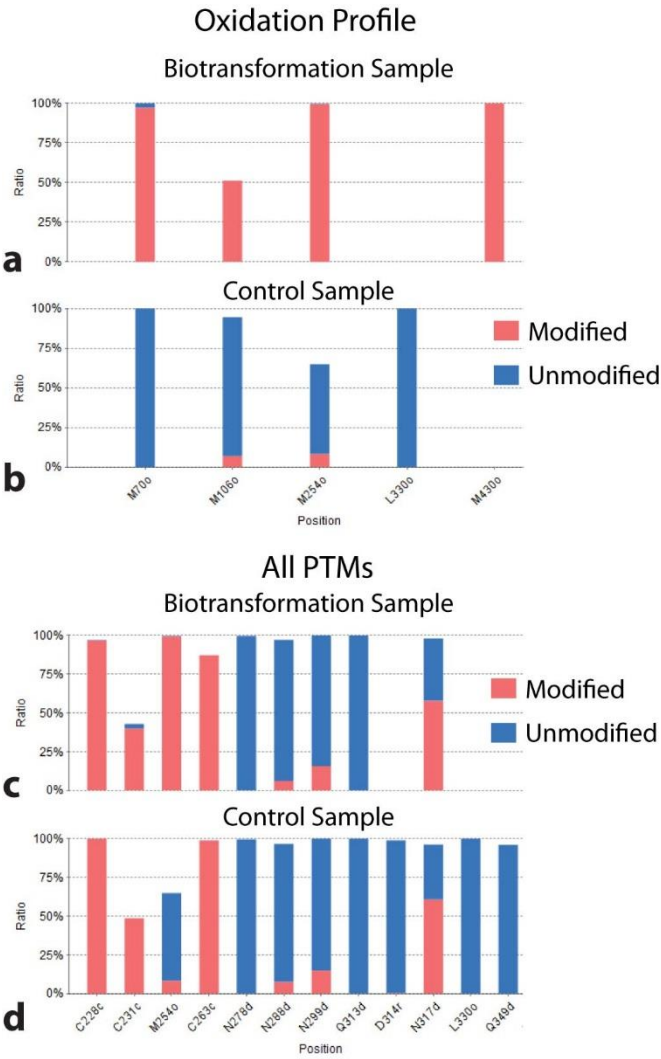 Oxidation Profile
Biotransformation Sample
100%
75%
50%
25%
0%
Ratio
a
Control Sample
100%
75%
50%
25%
0%
Ratio
Modified
Unmodified
b
M70o
M106o
M254o
L330o
M430o
Position
All PTMs
Biotransformation Sample
100%
75%
50%
25%
0%
Ratio
Modified
Unmodified
c
Control Sample
100%
75%
50%
25%
0%
Ratio
d
C228c
C231c
M254o
C263c
N278d
N288d
N299d
Q313d
D314r
N317d
L330o
Q349d
Position